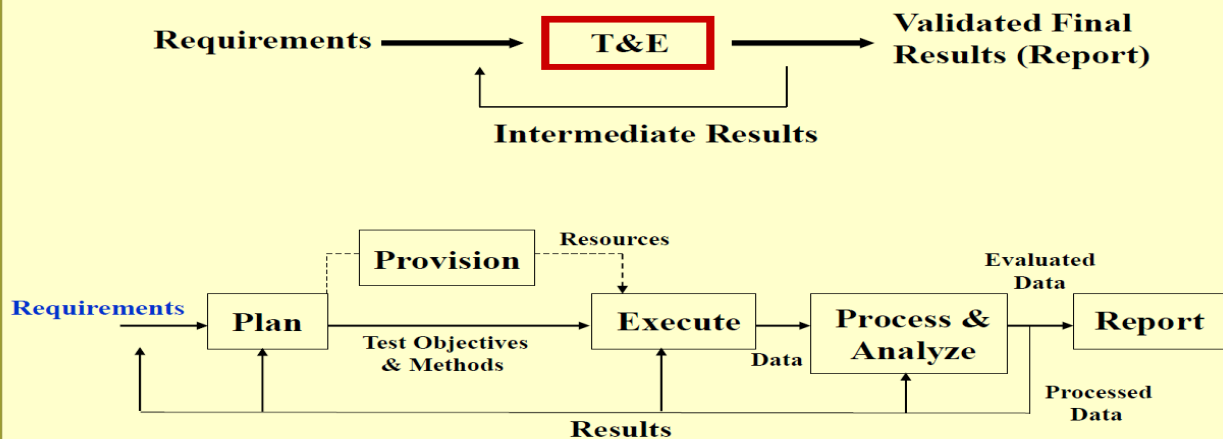 Requirements
T&E
Validated Final
Results (Report)
Intermediate Results
Provision
Resources
Evaluated
Data
Requirements
Plan
Test Objectives
& Methods
Execute
Data
Process &
Analyze
Report
Processed
Data
Results